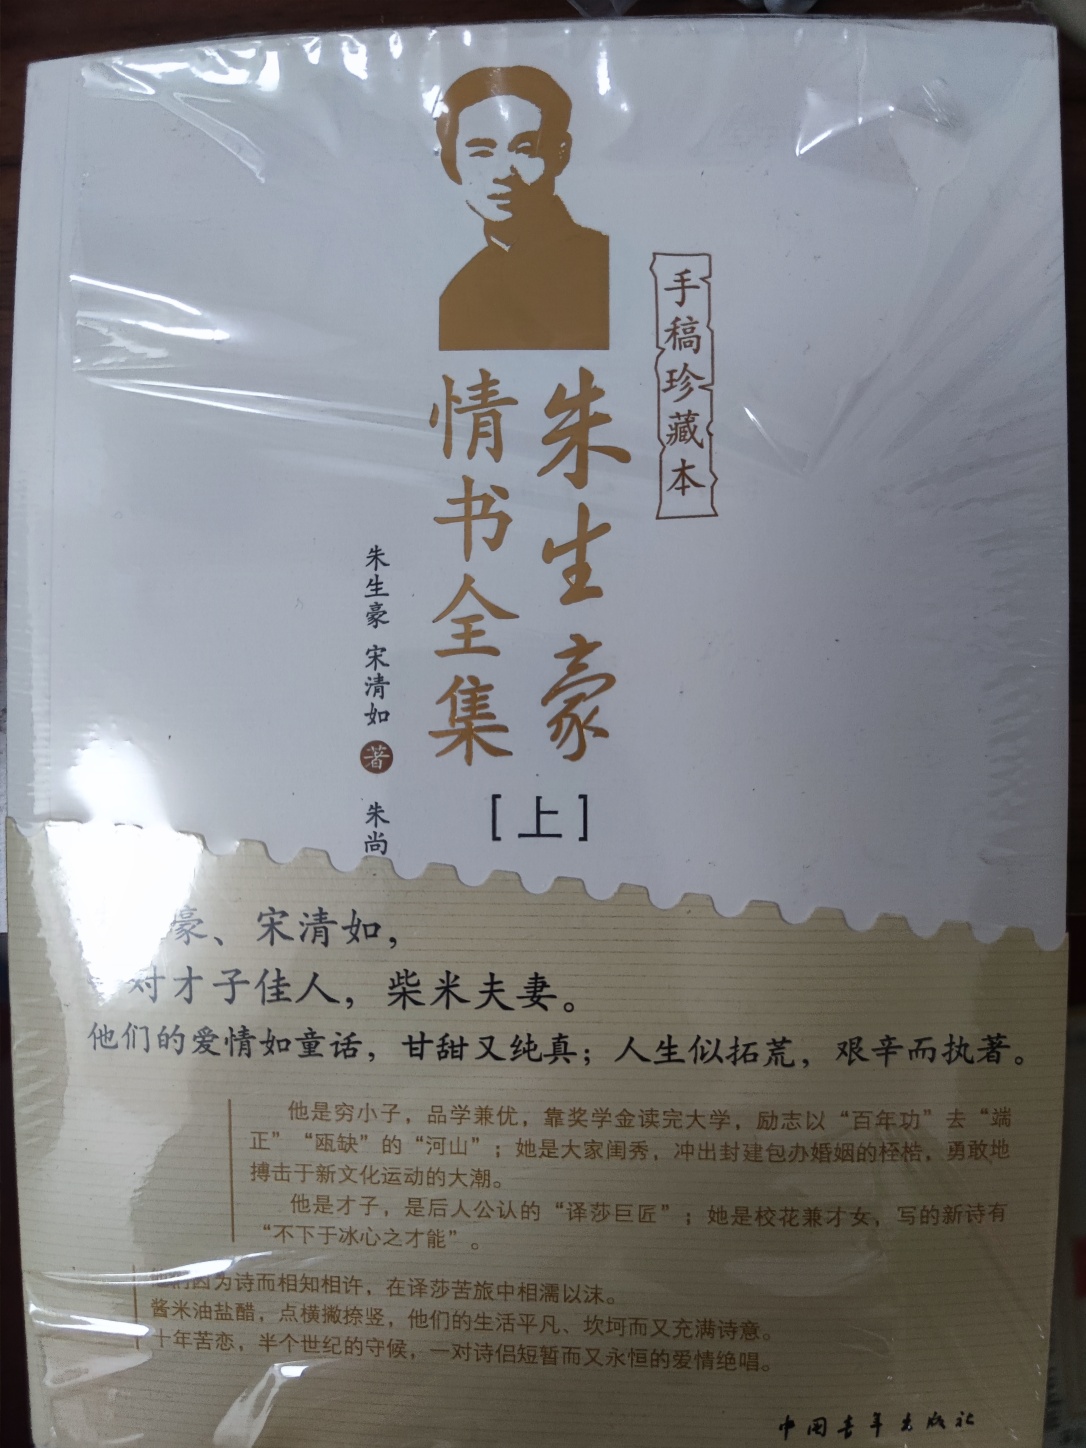 手稿珍藏本
朱生豪
情书全集
[上]
朱生豪 宋清如 著 朱尚
豪、宋清如，
对才子佳人，柴米夫妻。
他们的爱情如童话，甘甜又纯真；人生似拓荒，艰辛而执著。
他是穷小子，品学兼优，靠奖学金读完大学，励志以“百年功”去“端
正”“瓯缺”的“河山”；她是大家闺秀，冲出封建包办婚姻的桎梏，勇敢地
搏击于新文化运动的大潮。
他是才子，是后人公认的“译莎巨匠”；她是校花兼才女，写的新诗有
“不下于冰心之才能”。
他们因为诗而相知相许，在译莎苦旅中相濡以沫。
酱米油盐醋，点横撇捺竖，他们的生活平凡、坎坷而又充满诗意。
十年苦恋，半个世纪的守候，一对诗侣短暂而又永恒的爱情绝唱。
中国青年出版社